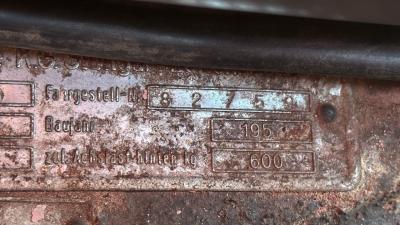 Fahrgestell-Nr. 82759
Baujahr 195
zul. Achslast hinten kg 600